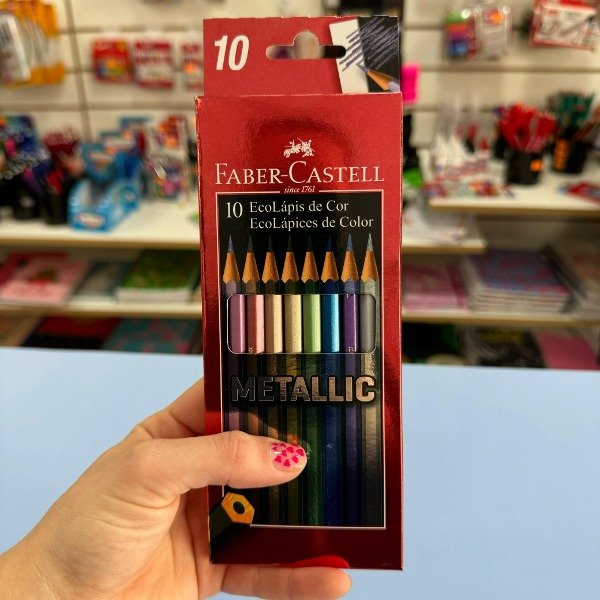 10
FABER-CASTELL
since 1761
10 EcoLápis de Cor
EcoLápices de Color
METALLIC